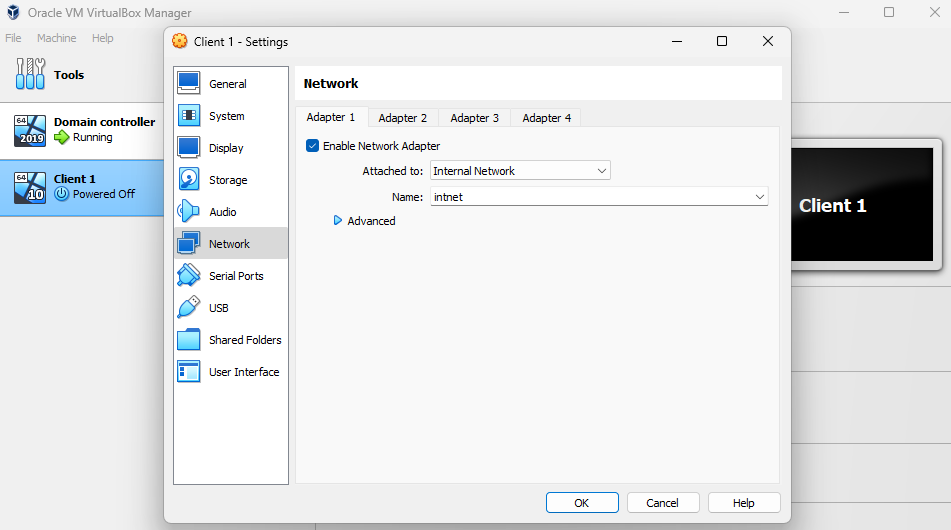 Oracle VM VirtualBox Manager
File Machine Help
Tools
64
2019
Domain controller
Running
64
10
Client 1
Powered Off
Client 1 - Settings
General
System
Display
Storage
Audio
Network
Serial Ports
USB
Shared Folders
User Interface
Network
Adapter 1 Adapter 2 Adapter 3 Adapter 4
Enable Network Adapter
Attached to: Internal Network
Name: intnet
Advanced
OK Cancel Help
Client 1